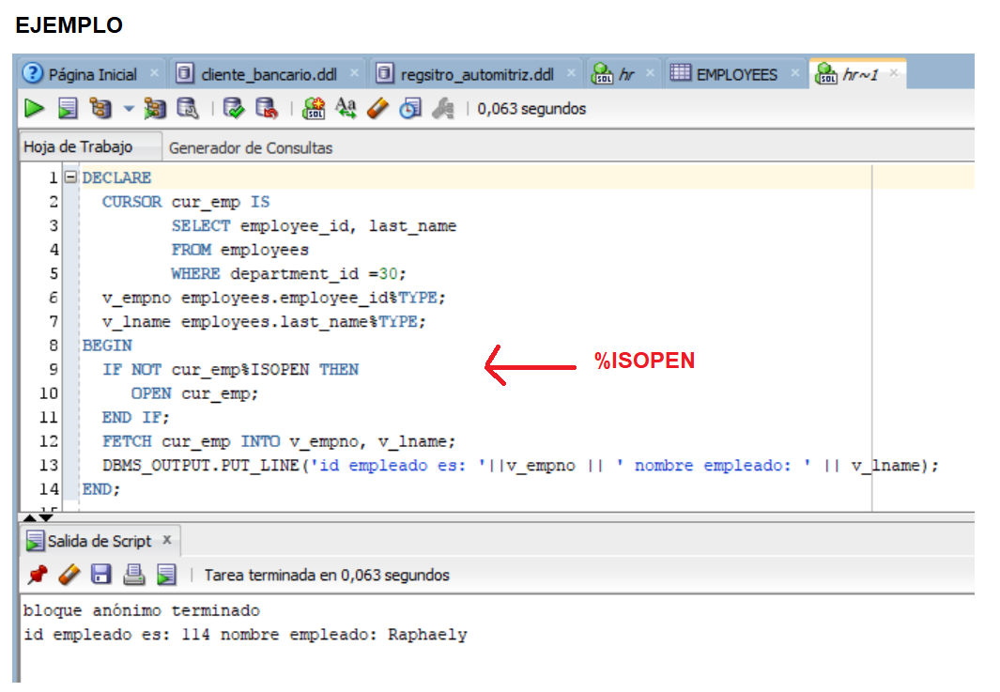 EJEMPLO
Página Inicial cliente_bancario.ddl regsitro_automitriz.ddl hr EMPLOYEES hr~1
0,063 segundos
Hoja de Trabajo Generador de Consultas
1 DECLARE
2 CURSOR cur_emp IS
3 SELECT employee_id, last_name
4 FROM employees
5 WHERE department_id =30;
6 v_empno employees.employee_id%TYPE;
7 v_lname employees.last_name%TYPE;
8 BEGIN
9 IF NOT cur_emp%ISOPEN THEN
%ISOPEN
10 OPEN cur_emp;
11 END IF;
12 FETCH cur_emp INTO v_empno, v_lname;
13 DBMS_OUTPUT.PUT_LINE('id empleado es: '||v_empno || ' nombre empleado: ' || v_lname);
14 END;
Salida de Script
Tarea terminada en 0,063 segundos
bloque anónimo terminado
id empleado es: 114 nombre empleado: Raphaely